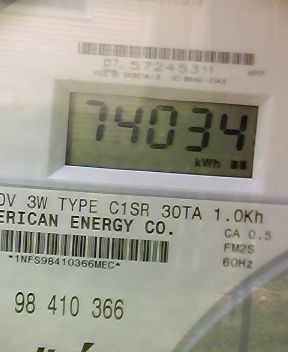 07. 57245311 NPP
74034
kWh
0V 3W TYPE C1SR 30TA 1.0Kh
ERICAN ENERGY CO.
CA 0.5
FM2S
*1NFS98410366MEC*
60Hz
98 410 366